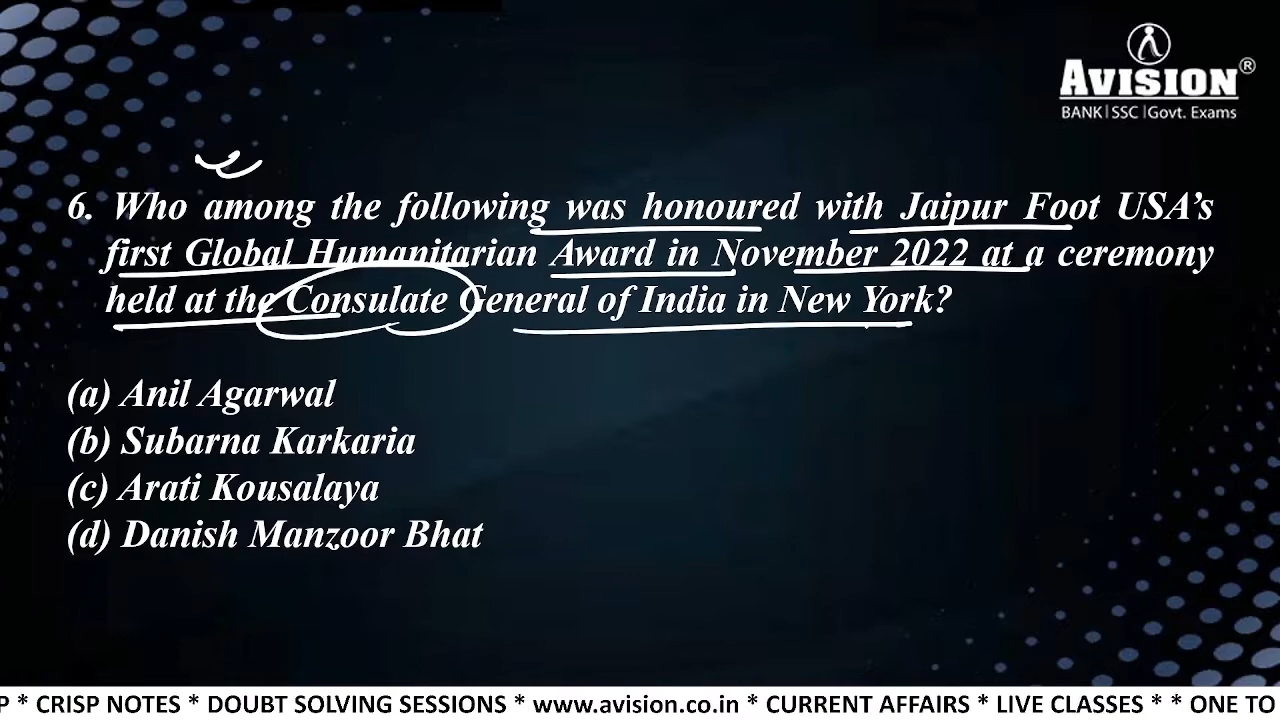 AVISION®
BANK | SSC | Govt. Exams
6. Who among the following was honoured with Jaipur Foot USA's
first Global Humanitarian Award in November 2022 at a ceremony
held at the Consulate General of India in New York?
(a) Anil Agarwal
(b) Subarna Karkaria
(c) Arati Kousalaya
(d) Danish Manzoor Bhat
P * CRISP NOTES * DOUBT SOLVING SESSIONS * www.avision.co.in * CURRENT AFFAIRS * LIVE CLASSES * * ONE TO